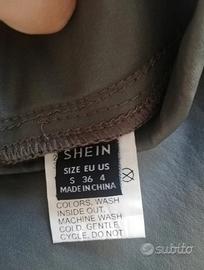 SHEIN
SIZE EU US
S 36 4
MADE IN CHINA
COLORS, WASH
INSIDE OUT.
MACHINE WASH
COLD, GENTLE
CYCLE, DO NOT
subito